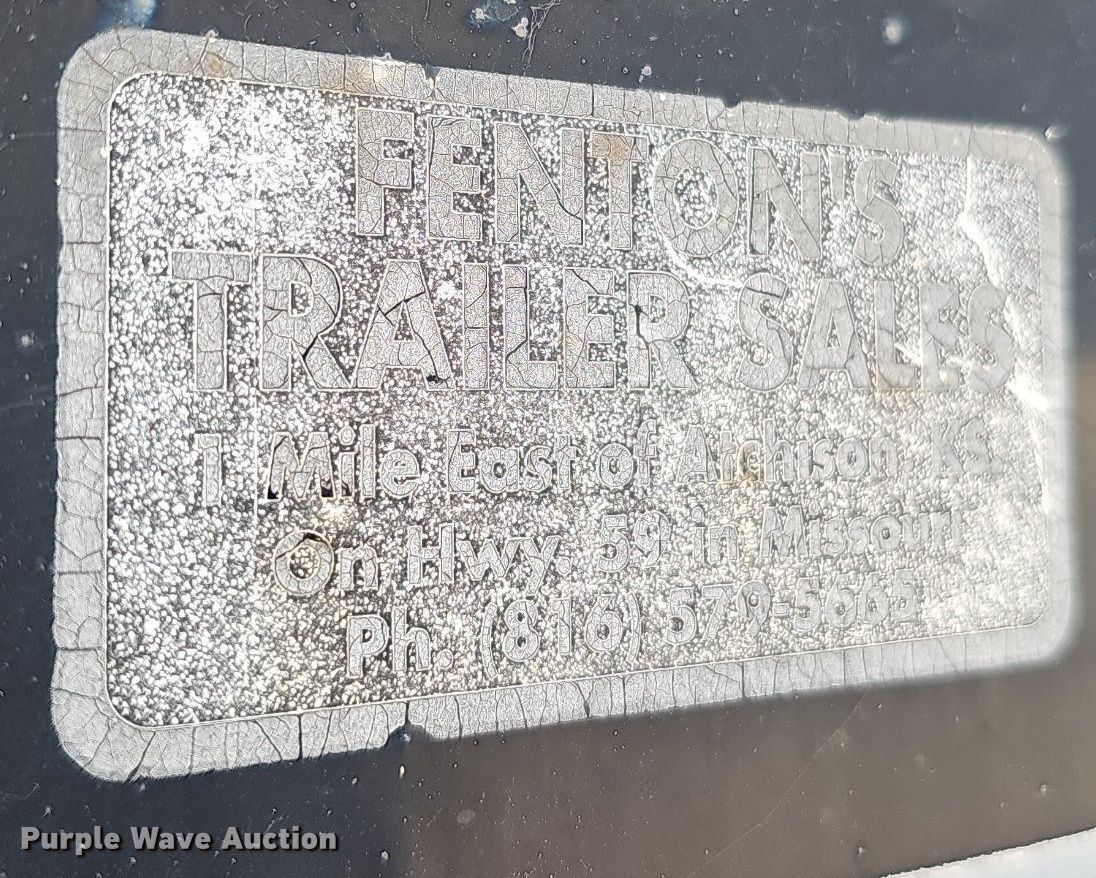 FENTON'S
TRAILER SALES
1 Mile East of Atchison KS
On Hwy. 59 in Missouri
Ph. (816) 579-5665
Purple Wave Auction